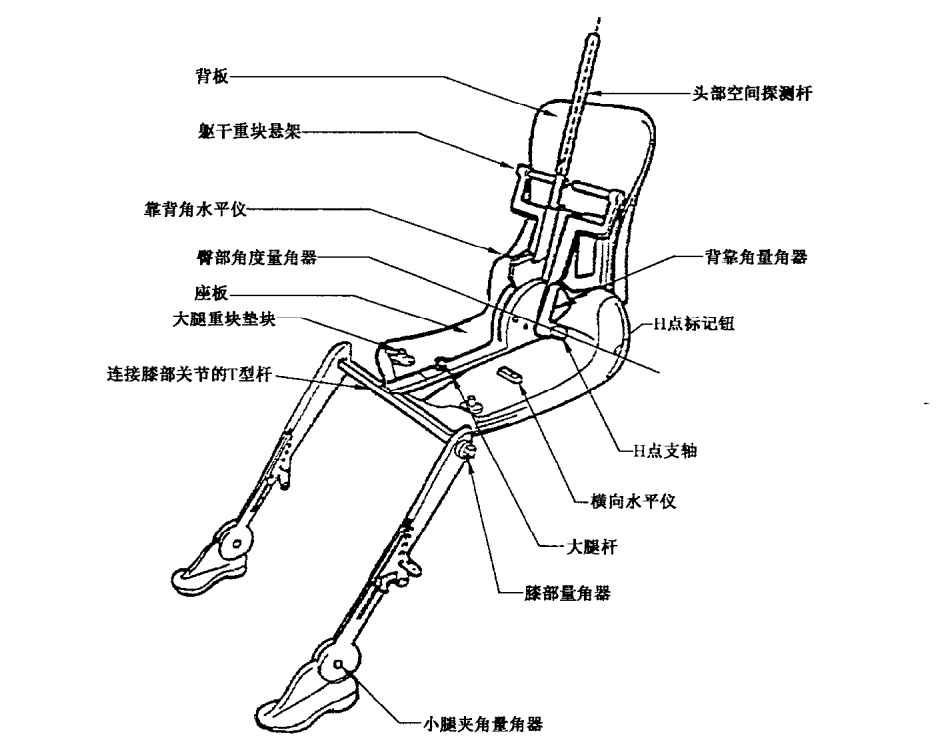 背板
头部空间探测杆
躯干重块悬架
靠背角水平仪
臀部角度量角器
背靠角量角器
座板
大腿重块垫块
H点标记钮
连接膝部关节的T型杆
H点支轴
横向水平仪
大腿杆
膝部量角器
小腿夹角量角器